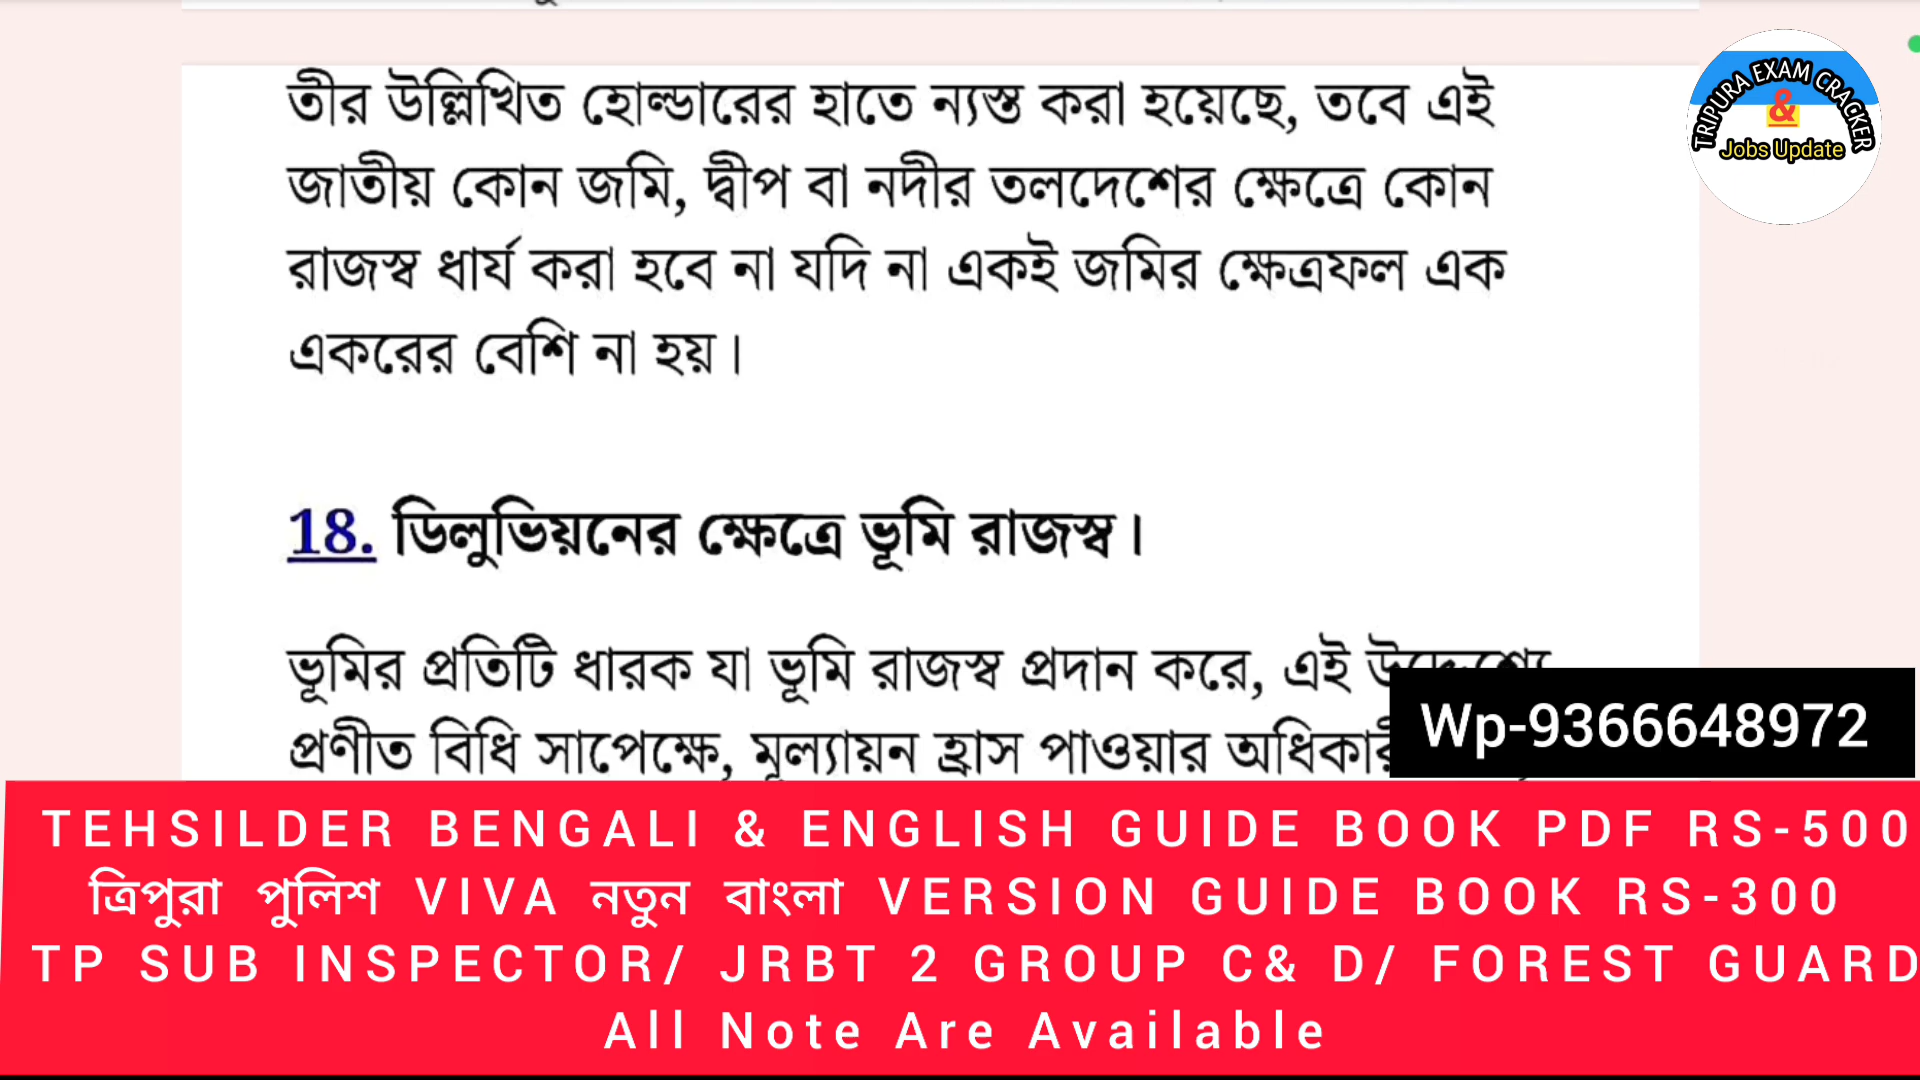 তীর উল্লিখিত হোল্ডারের হাতে ন্যস্ত করা হয়েছে, তবে এই
জাতীয় কোন জমি, দ্বীপ বা নদীর তলদেশের ক্ষেত্রে কোন
রাজস্ব ধার্য করা হবে না যদি না একই জমির ক্ষেত্রফল এক
একরের বেশি না হয়।
18. ডিলুভিয়নের ক্ষেত্রে ভূমি রাজস্ব।
ভূমির প্রতিটি ধারক যা ভূমি রাজস্ব প্রদান করে, এই
প্রণীত বিধি সাপেক্ষে, মূল্যায়ন হ্রাস পাওয়ার
TRIPURA EXAM CRACKER
&
Jobs Update
Wp-9366648972
TEHSILDER BENGALI & ENGLISH GUIDE BOOK PDF RS-500
ত্রিপুরা পুলিশ VIVA নতুন বাংলা VERSION GUIDE BOOK RS-300
TP SUB INSPECTOR/ JRBT 2 GROUP C& D/ FOREST GUARD
All Note Are Available